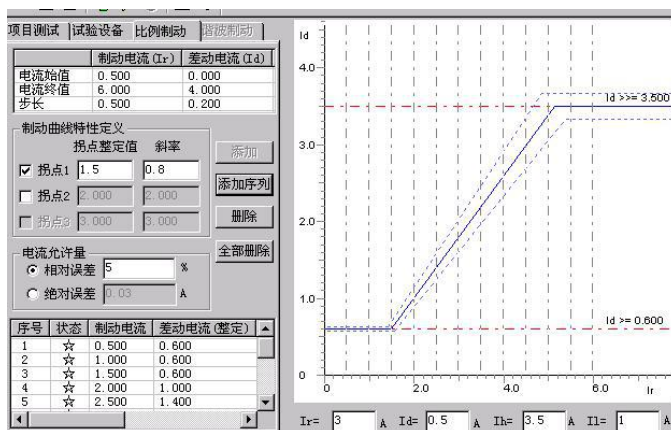 项目测试 试验设备 比例制动 谐波制动
制动电流(Ir) 差动电流(Id)
电流始值 0.500 0.000
电流终值 6.000 4.000
步长 0.500 0.200
制动曲线特性定义
拐点整定值 斜率
拐点1 1.5 0.8
拐点2 2.000 2.000
拐点3 3.000 3.000
添加
添加序列
删除
全部删除
电流允许量
相对误差 5 %
绝对误差 0.03 A
序号 状态 制动电流 差动电流(整定)
1 ☆ 0.500 0.600
2 ☆ 1.000 0.600
3 ☆ 1.500 0.600
4 ☆ 2.000 1.000
5 ☆ 2.500 1.400
Id
4.0
Id >>= 3.500
3.0
2.0
1.0
Id >= 0.600
0
0 2.0 4.0 6.0 Ir
Ir= 3 A Id= 0.5 A Ih= 3.5 A Il= 1 A